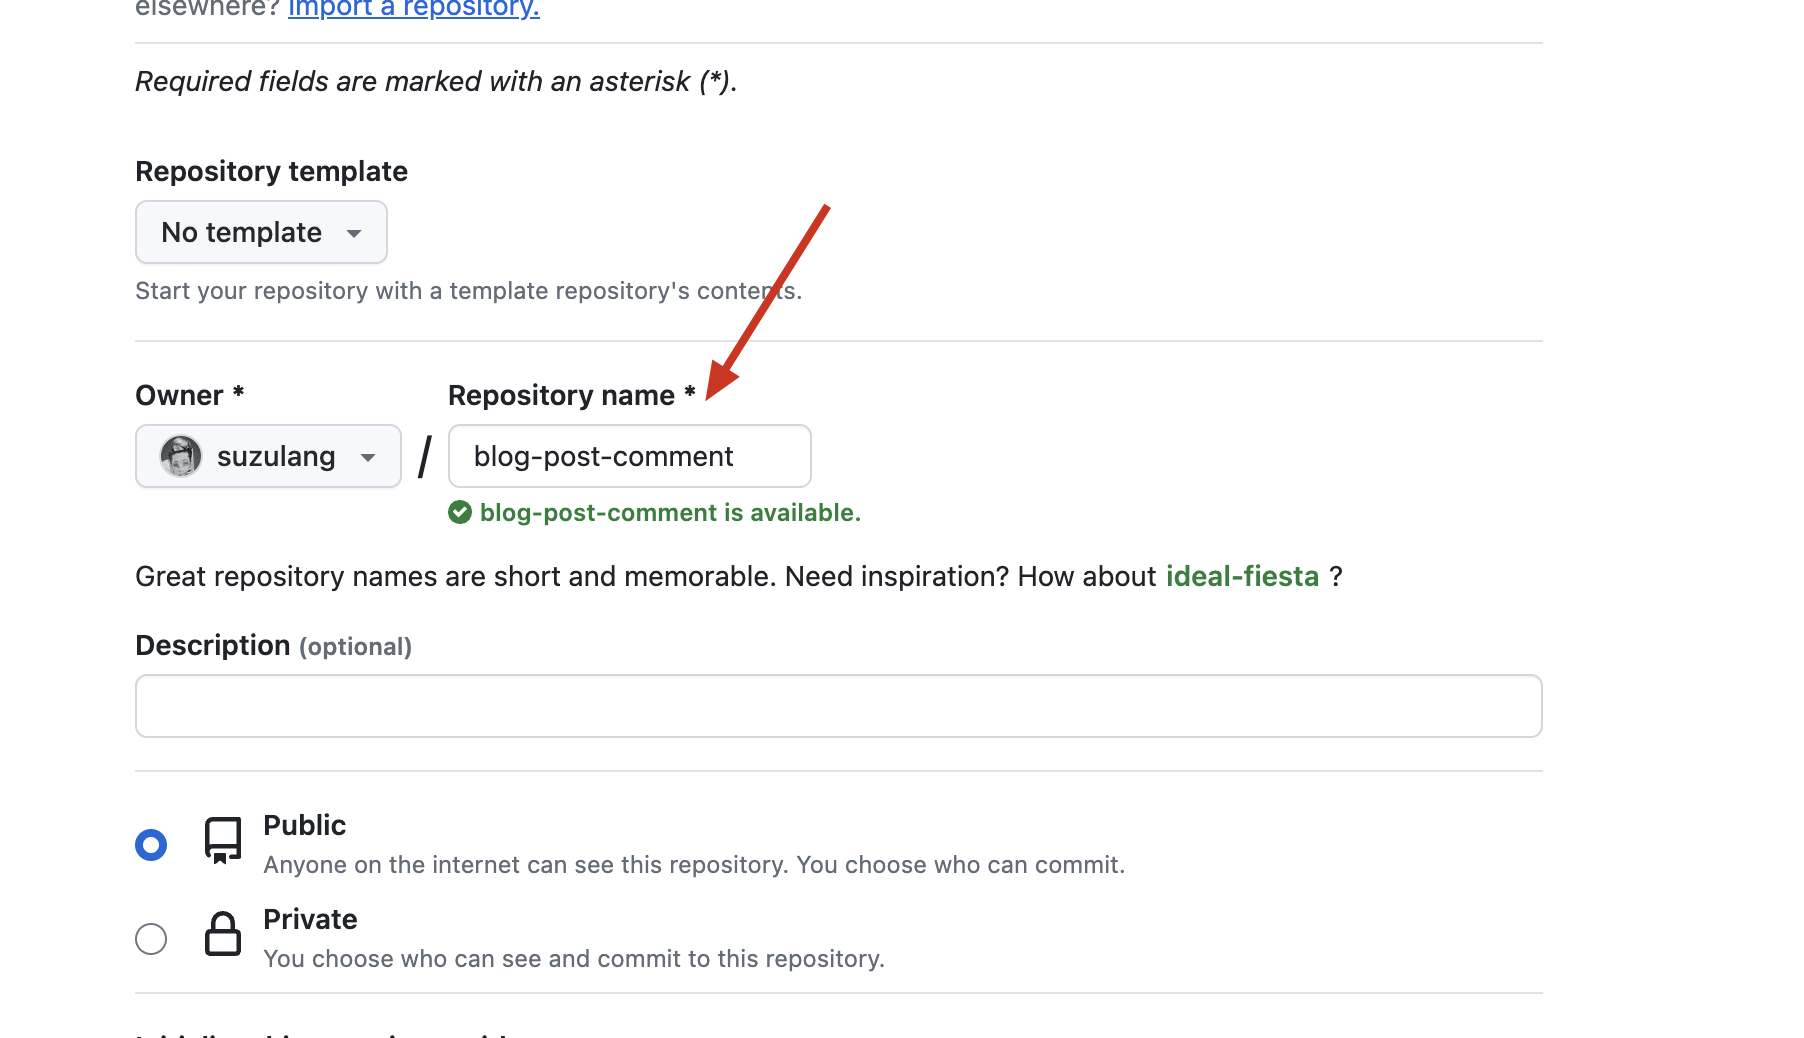 elsewhere? Import a repository.
Required fields are marked with an asterisk (*).
Repository template
No template
Start your repository with a template repository's contents.
Owner *
Repository name *
suzulang
/
blog-post-comment
blog-post-comment is available.
Great repository names are short and memorable. Need inspiration? How about ideal-fiesta ?
Description (optional)
Public
Anyone on the internet can see this repository. You choose who can commit.
Private
You choose who can see and commit to this repository.